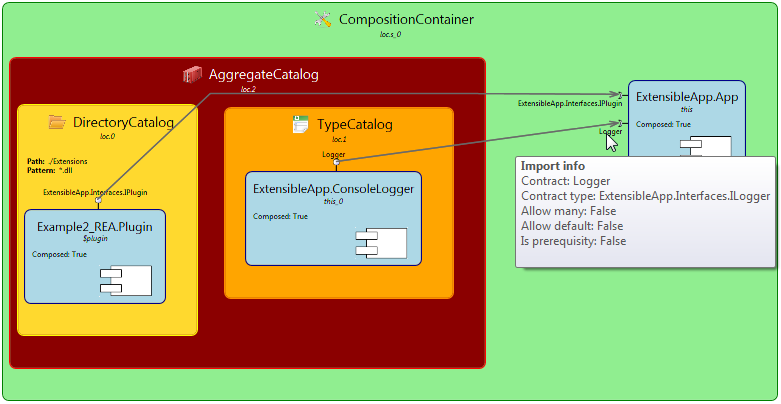 CompositionContainer
loc.s_0
AggregateCatalog
loc.2
DirectoryCatalog
loc.0
Path: ./Extensions
Pattern: *.dll
ExtensibleApp.Interfaces.IPlugin
Example2_REA.Plugin
$plugin
Composed: True
TypeCatalog
loc.1
Logger
ExtensibleApp.ConsoleLogger
this_0
Composed: True
ExtensibleApp.Interfaces.IPlugin
Logger
ExtensibleApp.App
this
Composed: True
Import info
Contract: Logger
Contract type: ExtensibleApp.Interfaces.ILogger
Allow many: False
Allow default: False
Is prerequisity: False